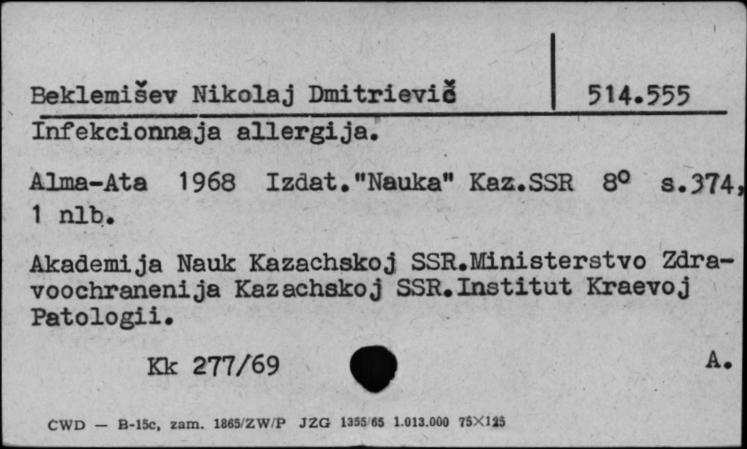 Beklemišev Nikolaj Dmitrievič 514.555
Infekcionnaja allergija.
Alma-Ata 1968 Izdat."Nauka" Kaz.SSR 8° s.374,
1 nlb.
Akademija Nauk Kazachskoj SSR.Ministerstvo Zdra-
voochranenija Kazachskoj SSR.Institut Kraevoj
Patologii.
Kk 277/69 A.
CWD — B-15c, zam. 1865/ZW/P JZG 1355/65 1.013.000 75×125